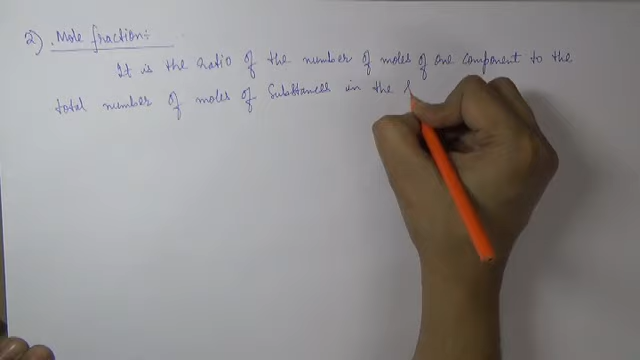 2) . Mole fraction:-
It is the ratio of the number of moles of one component to the
total number of moles of Substances in the